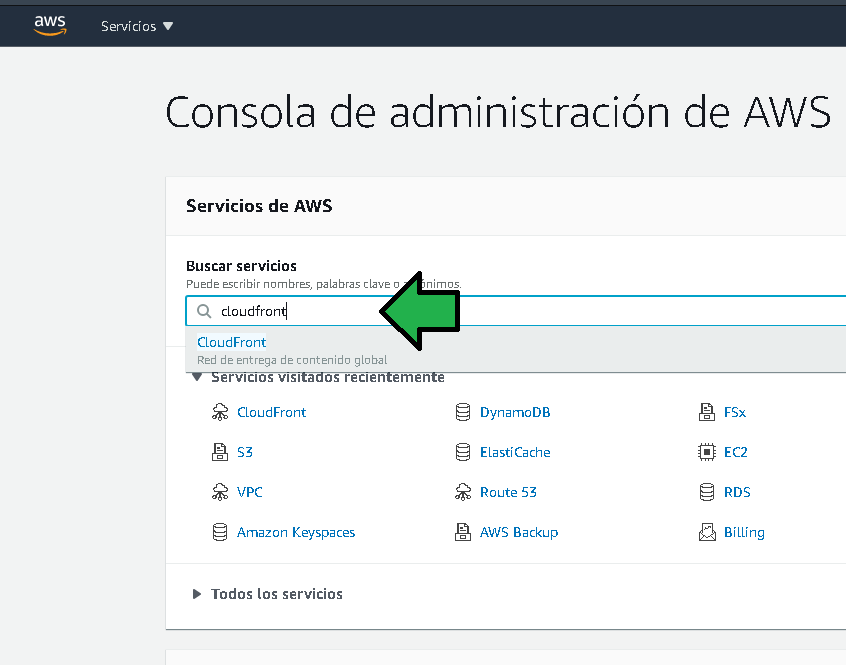 aws Servicios
Consola de administración de AWS
Servicios de AWS
Buscar servicios
Puede escribir nombres, palabras clave o
cloudfront
CloudFront
Red de entrega de contenido global
Servicios visitados recientemente
CloudFront DynamoDB FSx
S3 ElastiCache EC2
VPC Route 53 RDS
Amazon Keyspaces AWS Backup Billing
Todos los servicios